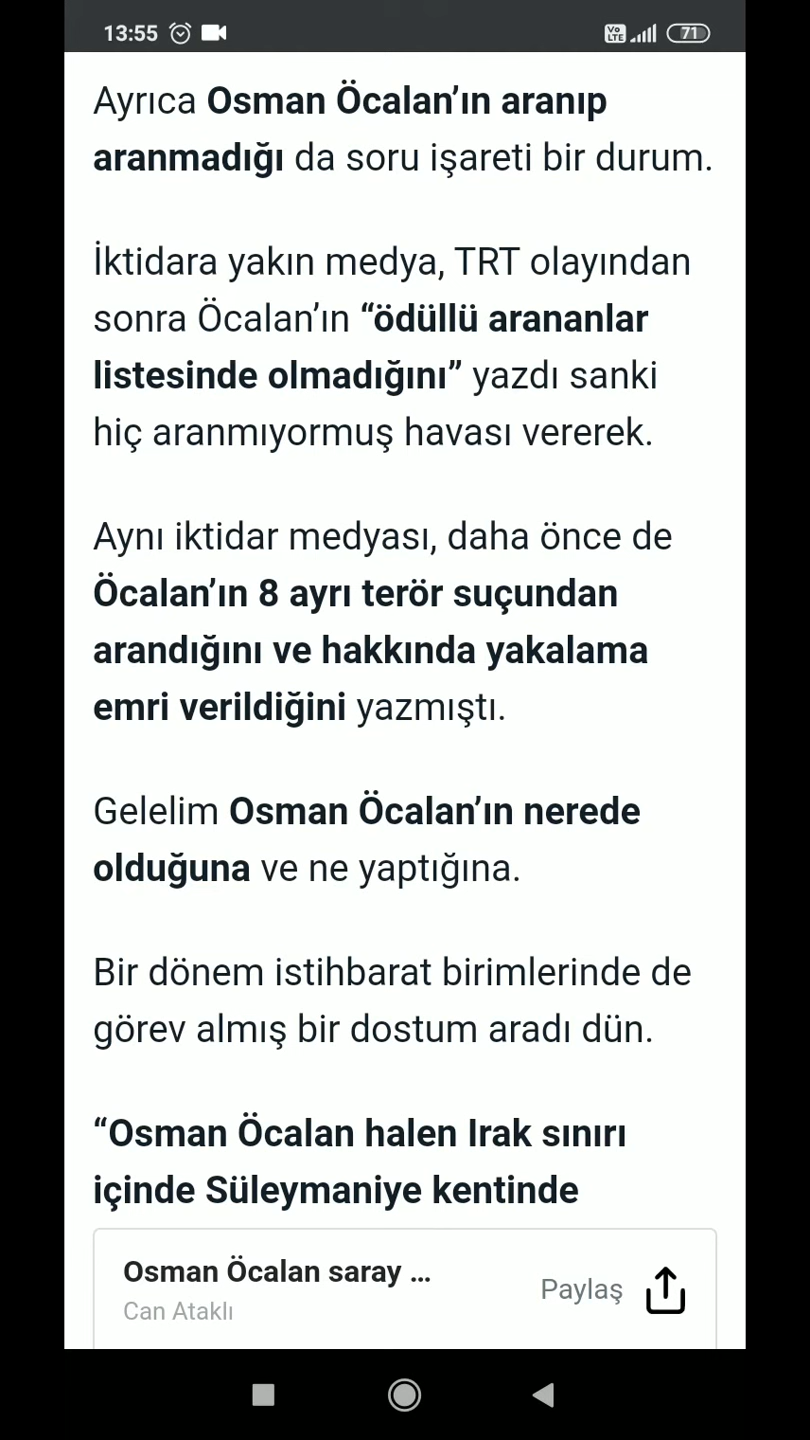 13:55
Vo LTE
71
Ayrıca Osman Öcalan’ın aranıp
aranmadığı da soru işareti bir durum.
İktidara yakın medya, TRT olayından
sonra Öcalan’ın “ödüllü arananlar
listesinde olmadığını” yazdı sanki
hiç aranmıyormuş havası vererek.
Aynı iktidar medyası, daha önce de
Öcalan’ın 8 ayrı terör suçundan
arandığını ve hakkında yakalama
emri verildiğini yazmıştı.
Gelelim Osman Öcalan’ın nerede
olduğuna ve ne yaptığına.
Bir dönem istihbarat birimlerinde de
görev almış bir dostum aradı dün.
“Osman Öcalan halen Irak sınırı
içinde Süleymaniye kentinde
Osman Öcalan saray ...
Can Ataklı
Paylaş